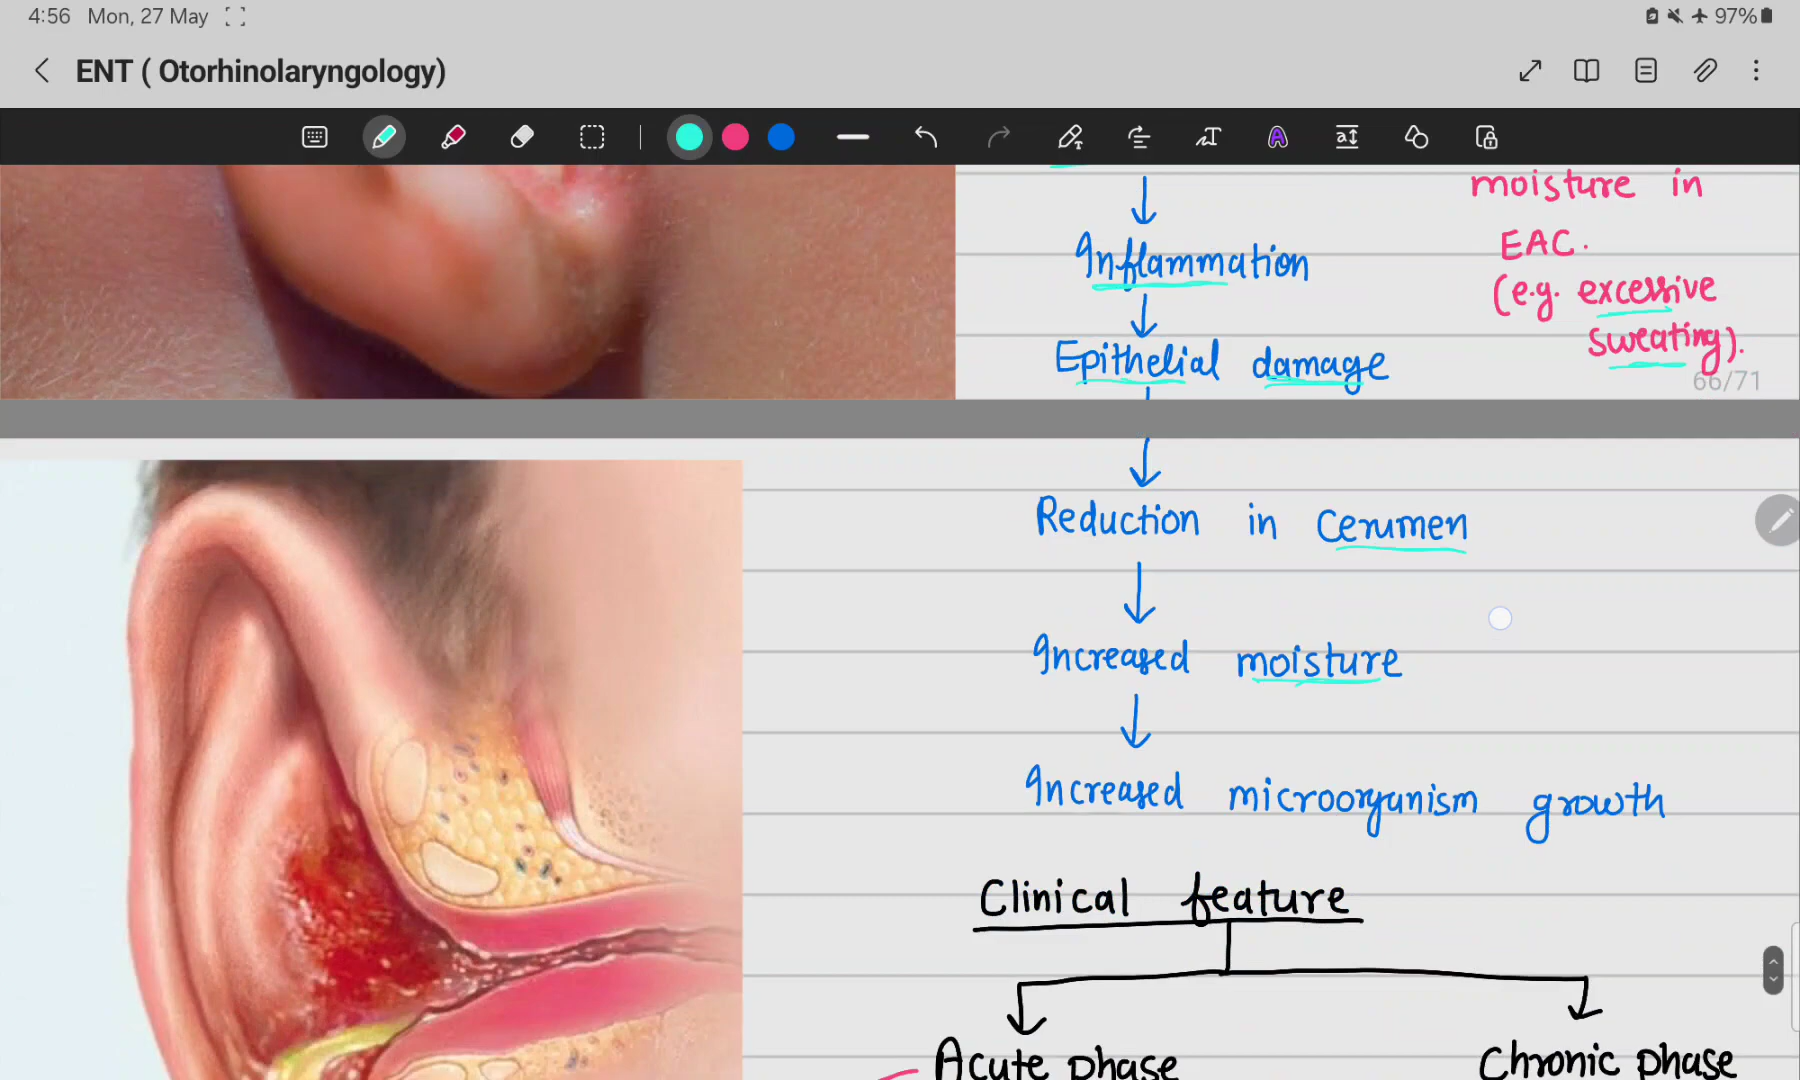 4:56 Mon, 27 May
97%
ENT ( Otorhinolaryngology)
moisture in
EAC.
(e.g. excessive
sweating).
Inflammation
Epithelial damage
66/71
Reduction in Cerumen
Increased moisture
Increased microorganism growth
Clinical feature
Acute phase
Chronic phase